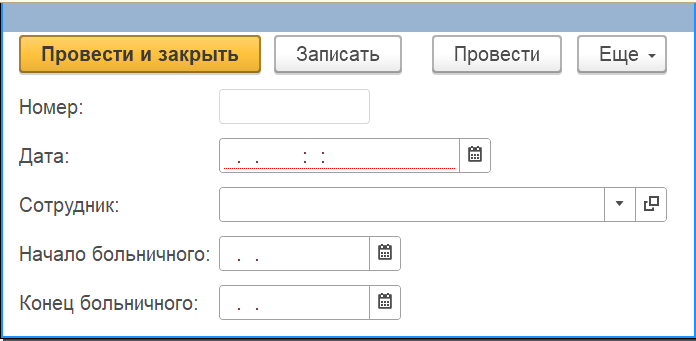 Провести и закрыть Записать Провести Еще
Номер:
Дата: . . : :
Сотрудник:
Начало больничного: . .
Конец больничного: . .